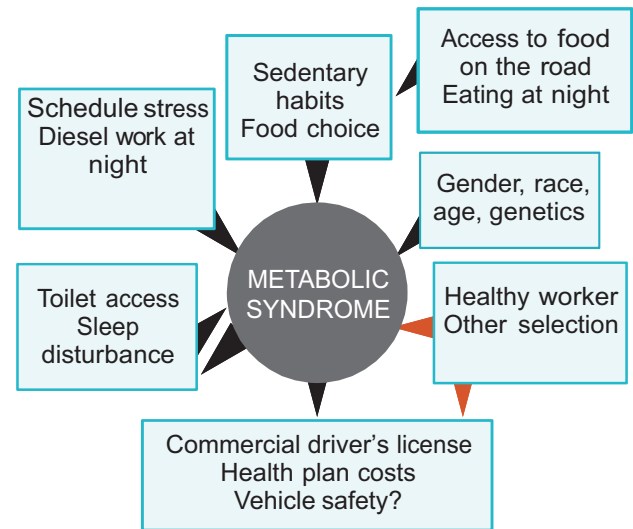 Access to food
on the road
Eating at night
Sedentary
habits
Food choice
Schedule stress
Diesel work at
night
Gender, race,
age, genetics
METABOLIC
SYNDROME
Toilet access
Sleep
disturbance
Healthy worker
Other selection
Commercial driver's license
Health plan costs
Vehicle safety?